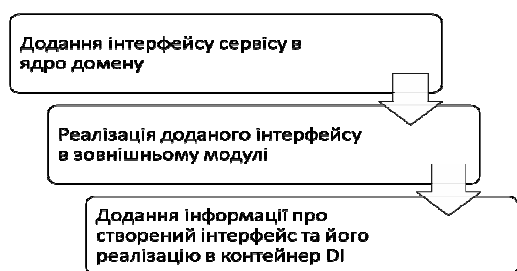 Додання інтерфейсу сервісу в
ядро домену
Реалізація доданого інтерфейсу
в зовнішньому модулі
Додання інформації про
створений інтерфейс та його
реалізацію в контейнер DI